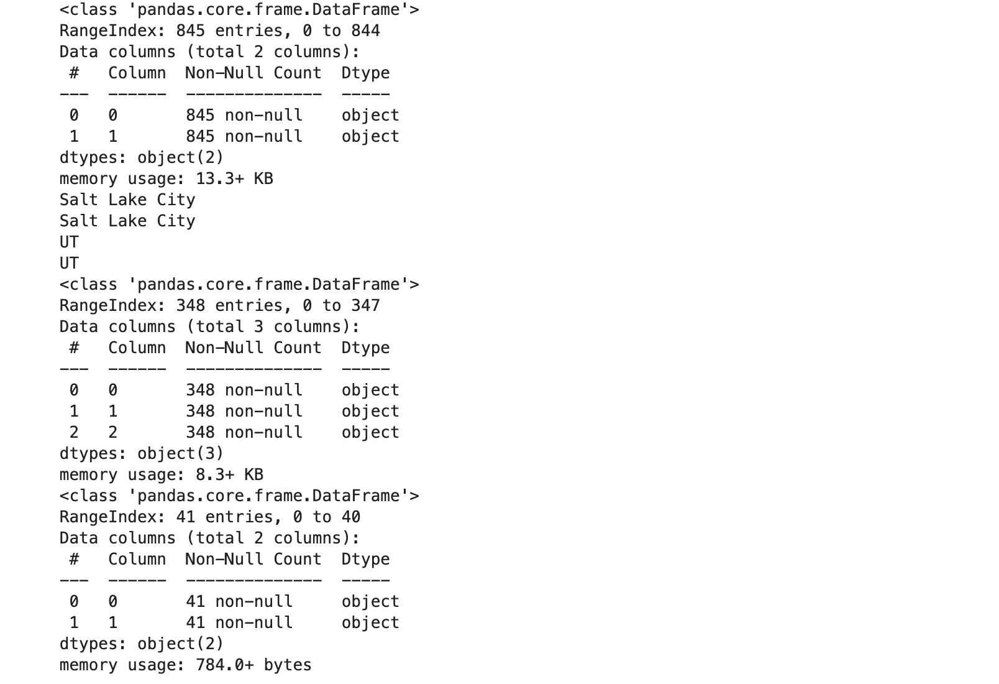 <class 'pandas.core.frame.DataFrame'>
RangeIndex: 845 entries, 0 to 844
Data columns (total 2 columns):
 #   Column  Non-Null Count  Dtype
---  ------  --------------  -----
 0   0       845 non-null    object
 1   1       845 non-null    object
dtypes: object(2)
memory usage: 13.3+ KB
Salt Lake City
Salt Lake City
UT
UT
<class 'pandas.core.frame.DataFrame'>
RangeIndex: 348 entries, 0 to 347
Data columns (total 3 columns):
 #   Column  Non-Null Count  Dtype
---  ------  --------------  -----
 0   0       348 non-null    object
 1   1       348 non-null    object
 2   2       348 non-null    object
dtypes: object(3)
memory usage: 8.3+ KB
<class 'pandas.core.frame.DataFrame'>
RangeIndex: 41 entries, 0 to 40
Data columns (total 2 columns):
 #   Column  Non-Null Count  Dtype
---  ------  --------------  -----
 0   0       41 non-null     object
 1   1       41 non-null     object
dtypes: object(2)
memory usage: 784.0+ bytes